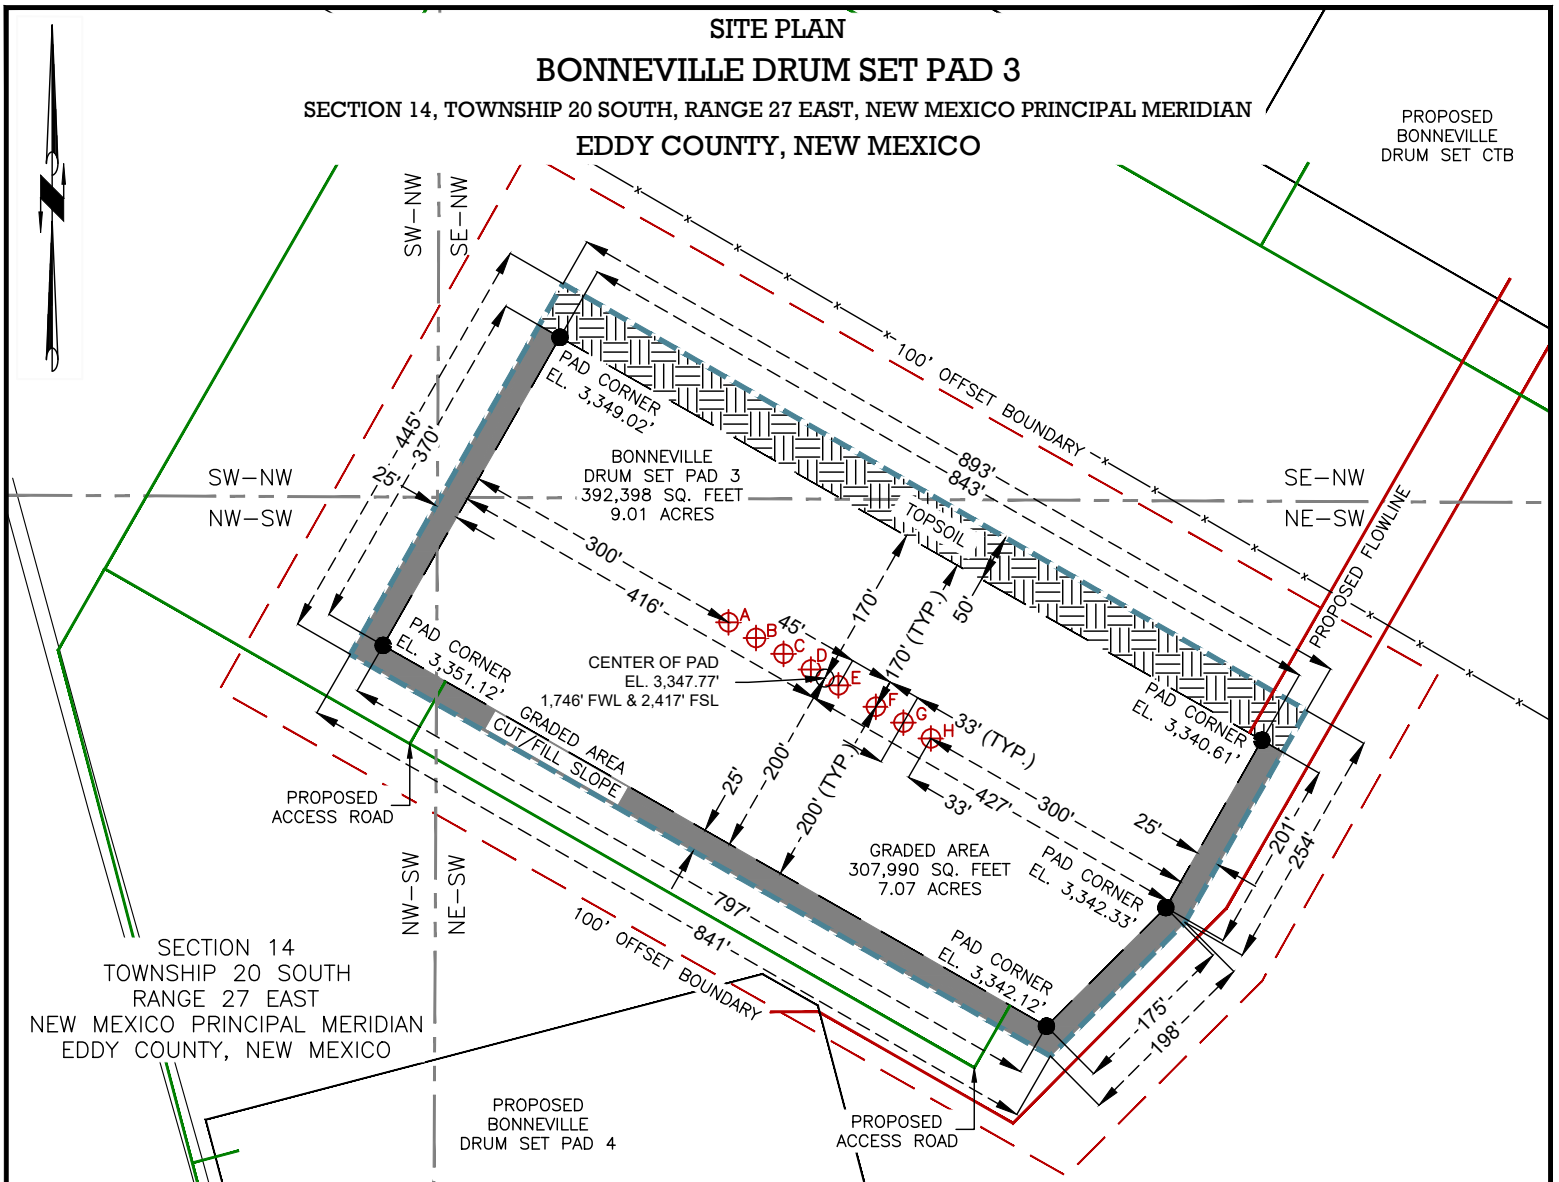 SITE PLAN
BONNEVILLE DRUM SET PAD 3
SECTION 14, TOWNSHIP 20 SOUTH, RANGE 27 EAST, NEW MEXICO PRINCIPAL MERIDIAN
EDDY COUNTY, NEW MEXICO
PROPOSED
BONNEVILLE
DRUM SET CTB
SW-NW
SE-NW
100' OFFSET BOUNDARY
893'
843'
445'
370'
25'
PAD CORNER
EL. 3,349.02'
BONNEVILLE
DRUM SET PAD 3
392,398 SQ. FEET
9.01 ACRES
TOPSOIL
SW-NW
NW-SW
SE-NW
NE-SW
PROPOSED FLOWLINE
300'
416'
45'
170'
170' (TYP.)
50'
A
B
C
D
E
F
G
H
CENTER OF PAD
EL. 3,347.77'
1,746' FWL & 2,417' FSL
PAD CORNER
EL. 3,351.12'
GRADED AREA
CUT/FILL SLOPE
PAD CORNER
EL. 3,340.61'
33' (TYP.)
25'
200'
200' (TYP.)
427'
33'
300'
25'
201'
254'
PROPOSED
ACCESS ROAD
GRADED AREA
307,990 SQ. FEET
7.07 ACRES
PAD CORNER
EL. 3,342.33'
NW-SW
NE-SW
797'
841'
100' OFFSET BOUNDARY
PAD CORNER
EL. 3,342.12'
175'
198'
SECTION 14
TOWNSHIP 20 SOUTH
RANGE 27 EAST
NEW MEXICO PRINCIPAL MERIDIAN
EDDY COUNTY, NEW MEXICO
PROPOSED
BONNEVILLE
DRUM SET PAD 4
PROPOSED
ACCESS ROAD